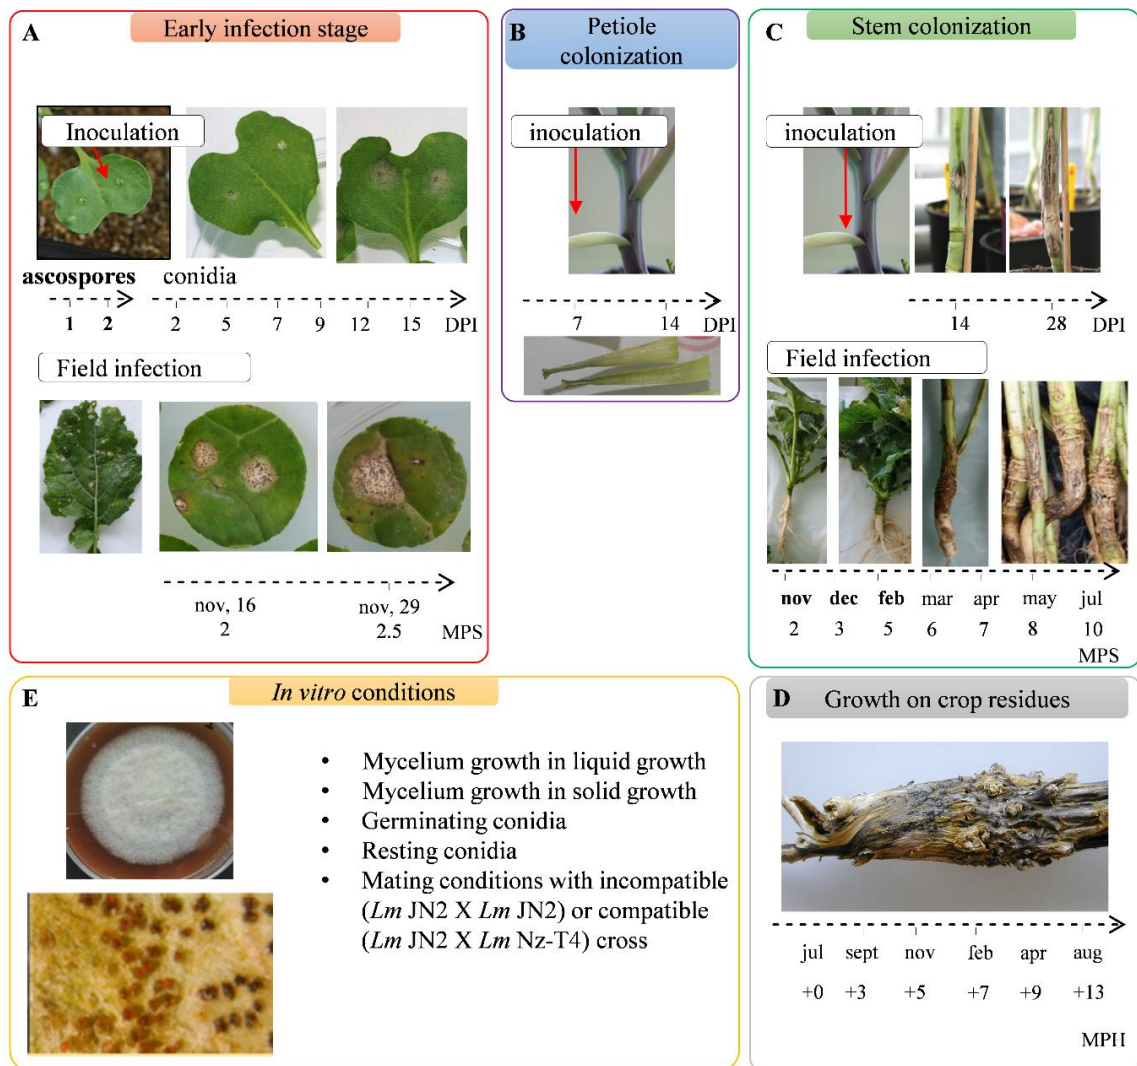 A
Early infection stage
Inoculation
ascospores
conidia
1 2 2 5 7 9 12 15 DPI
Field infection
nov, 16 nov, 29
2 2.5 MPS
B
Petiole
colonization
inoculation
7 14 DPI
C
Stem colonization
inoculation
14 28 DPI
Field infection
nov dec feb mar apr may jul
2 3 5 6 7 8 10
MPS
E
In vitro conditions
• Mycelium growth in liquid growth
• Mycelium growth in solid growth
• Germinating conidia
• Resting conidia
• Mating conditions with incompatible
(Lm JN2 X Lm JN2) or compatible
(Lm JN2 X Lm Nz-T4) cross
D
Growth on crop residues
jul sept nov feb apr aug
+0 +3 +5 +7 +9 +13
MPH